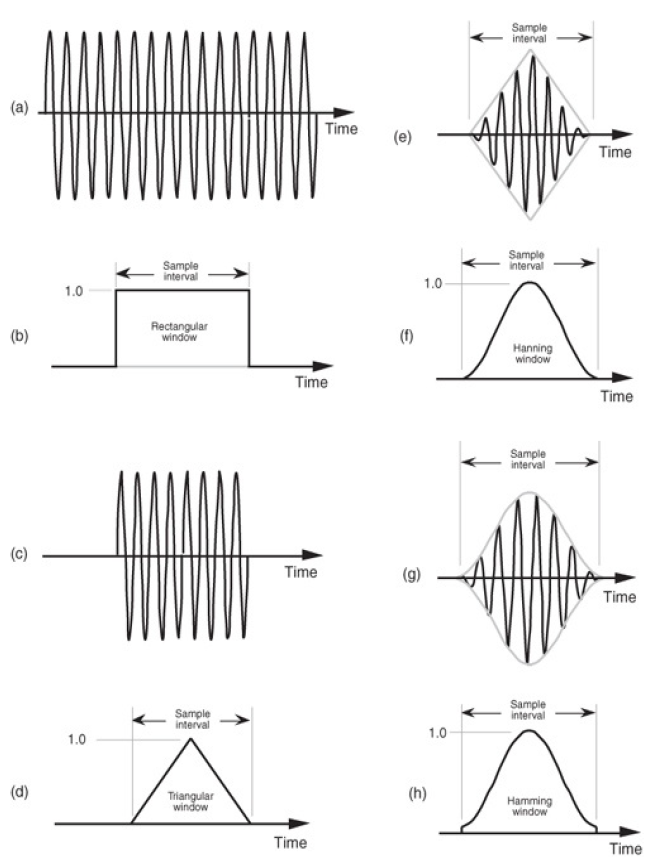 (a)
Time
Sample
interval
(e)
Time
Sample
interval
1.0
(b)
Rectangular
window
Time
Sample
interval
1.0
(f)
Hanning
window
Time
(c)
Time
Sample
interval
(g)
Time
Sample
interval
1.0
(d)
Triangular
window
Time
Sample
interval
1.0
(h)
Hamming
window
Time